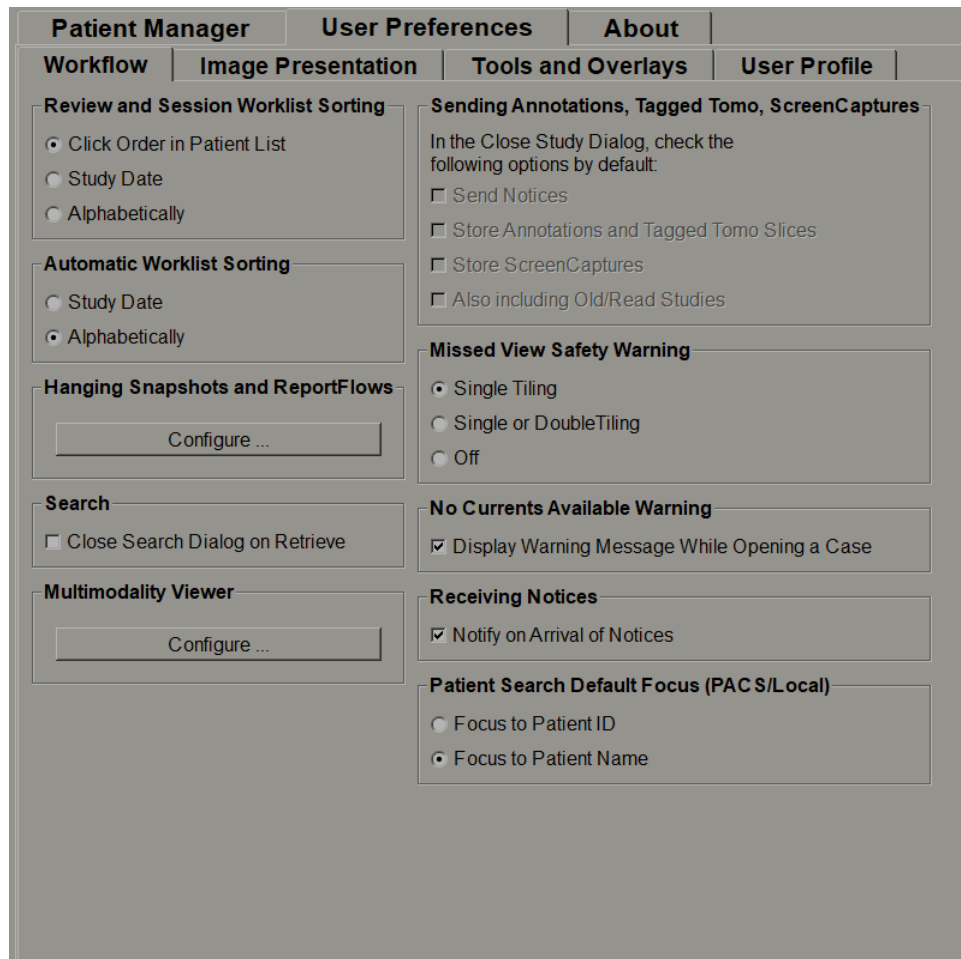 Patient Manager
User Preferences
About
Workflow
Image Presentation
Tools and Overlays
User Profile
Review and Session Worklist Sorting
Click Order in Patient List
Study Date
Alphabetically
Automatic Worklist Sorting
Study Date
Alphabetically
Hanging Snapshots and ReportFlows
Configure ...
Search
Close Search Dialog on Retrieve
Multimodality Viewer
Configure ...
Sending Annotations, Tagged Tomo, ScreenCaptures
In the Close Study Dialog, check the
following options by default:
Send Notices
Store Annotations and Tagged Tomo Slices
Store ScreenCaptures
Also including Old/Read Studies
Missed View Safety Warning
Single Tiling
Single or DoubleTiling
Off
No Currents Available Warning
Display Warning Message While Opening a Case
Receiving Notices
Notify on Arrival of Notices
Patient Search Default Focus (PACS/Local)
Focus to Patient ID
Focus to Patient Name